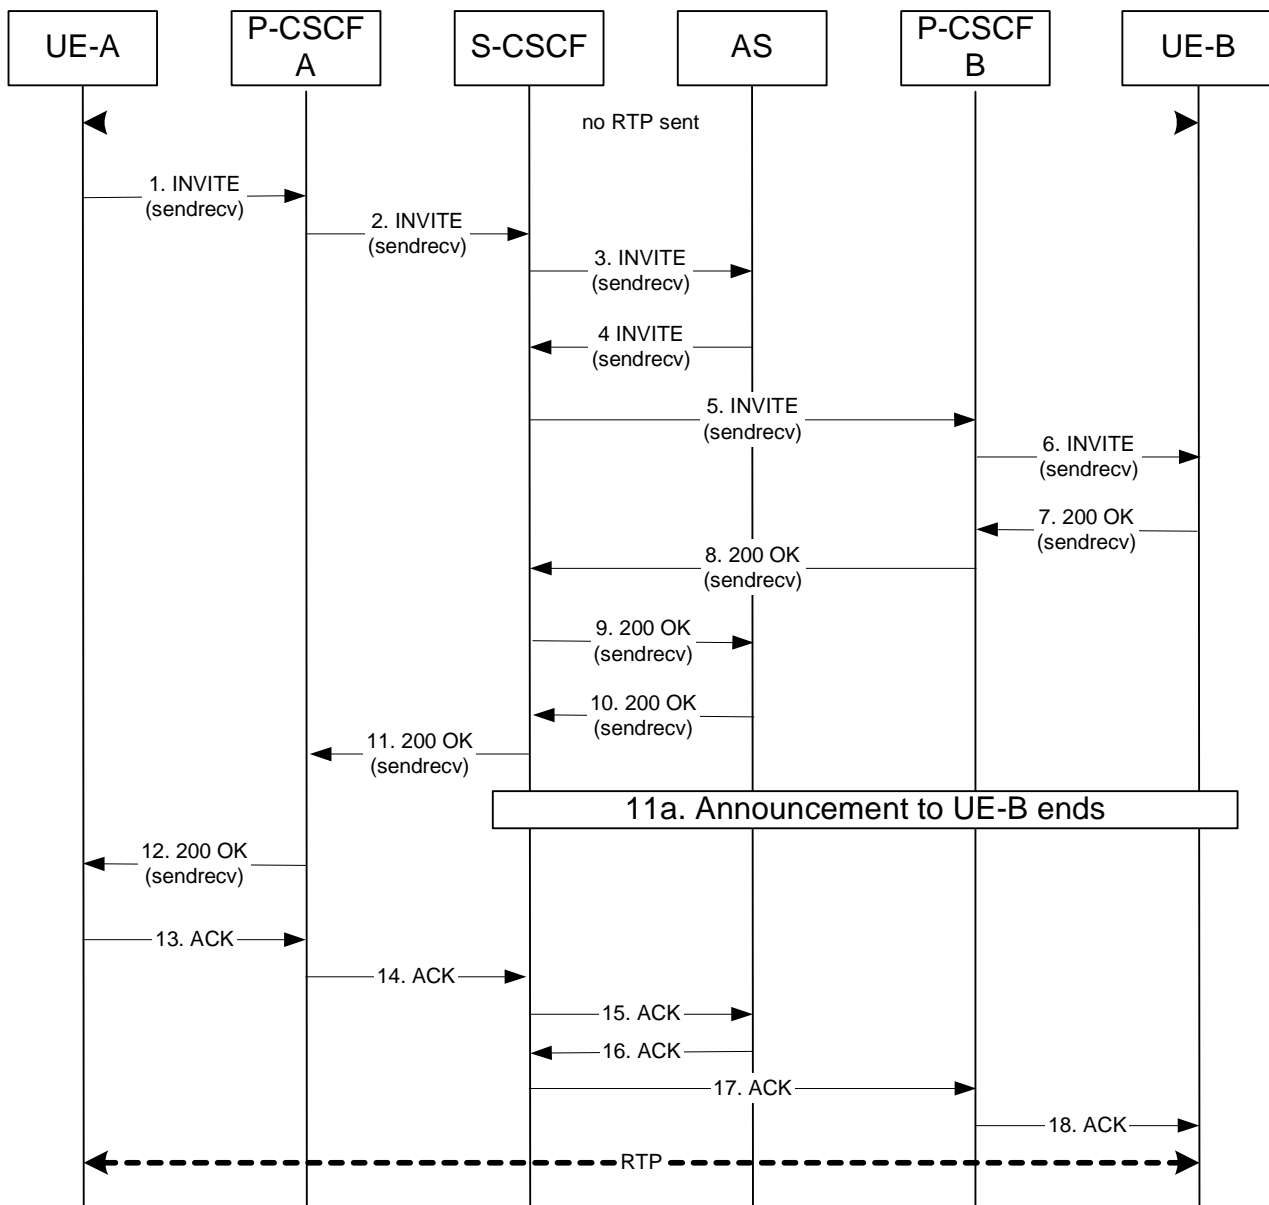 UE-A
P-CSCF
A
S-CSCF
AS
P-CSCF
B
UE-B
no RTP sent
1. INVITE
(sendrecv)
2. INVITE
(sendrecv)
3. INVITE
(sendrecv)
4 INVITE
(sendrecv)
5. INVITE
(sendrecv)
6. INVITE
(sendrecv)
7. 200 OK
(sendrecv)
8. 200 OK
(sendrecv)
9. 200 OK
(sendrecv)
10. 200 OK
(sendrecv)
11. 200 OK
(sendrecv)
11a. Announcement to UE-B ends
12. 200 OK
(sendrecv)
13. ACK
14. ACK
15. ACK
16. ACK
17. ACK
18. ACK
RTP